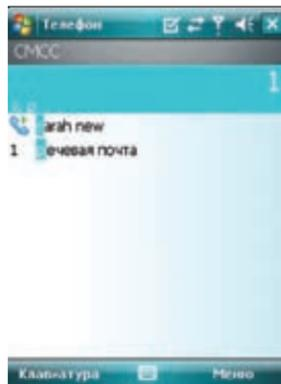 Телефон
CMCC
1
arah new
1 ечевая почта
Клавиатура Меню